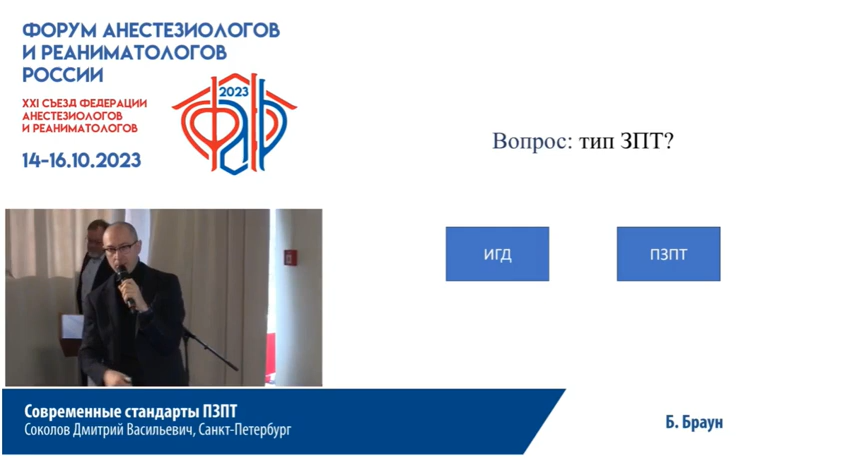 ФОРУМ АНЕСТЕЗИОЛОГОВ
И РЕАНИМАТОЛОГОВ
РОССИИ
XXI СЪЕЗД ФЕДЕРАЦИИ
АНЕСТЕЗИОЛОГОВ
И РЕАНИМАТОЛОГОВ
2023
ФАР
14-16.10.2023
Вопрос: тип ЗПТ?
ИГД
ПЗПТ
Современные стандарты ПЗПТ
Соколов Дмитрий Васильевич, Санкт-Петербург
Б. Браун